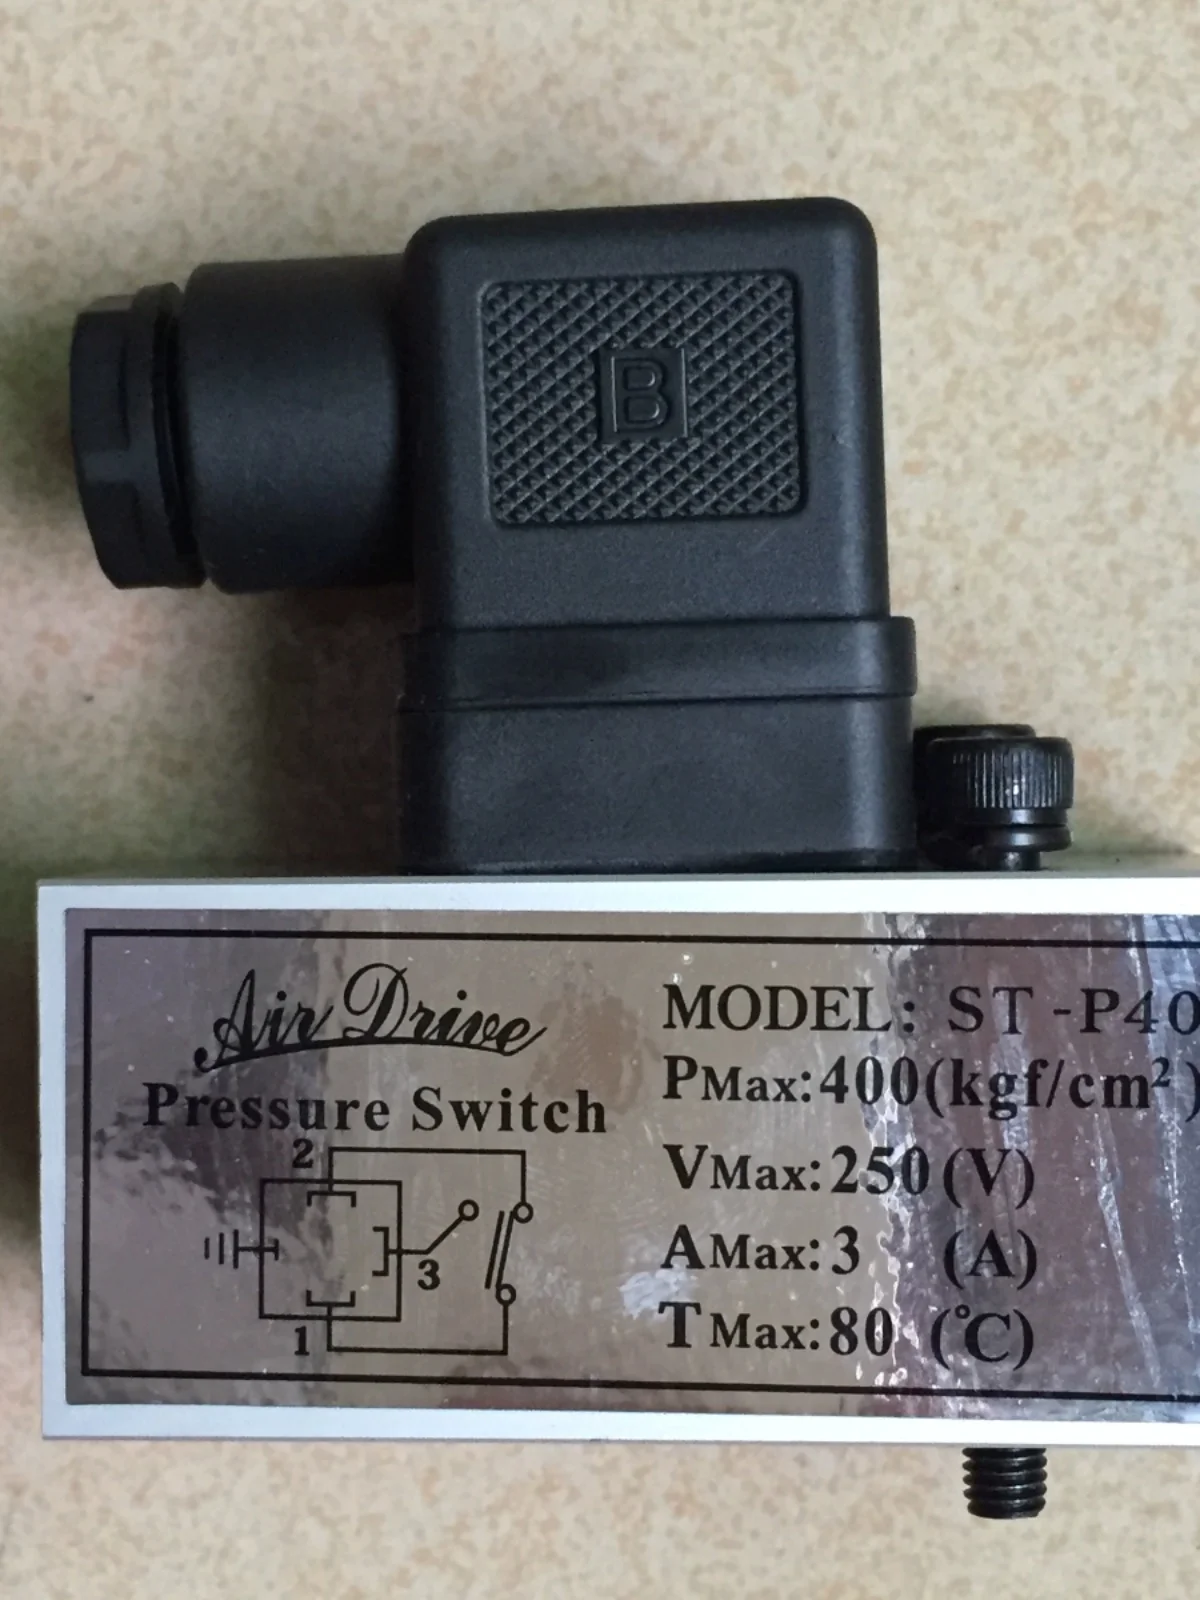 B
Air Drive
Pressure Switch
2
3
1
MODEL: ST-P40
PMax:400(kgf/cm²)
VMax:250(V)
AMax:3 (A)
TMax:80 (℃)